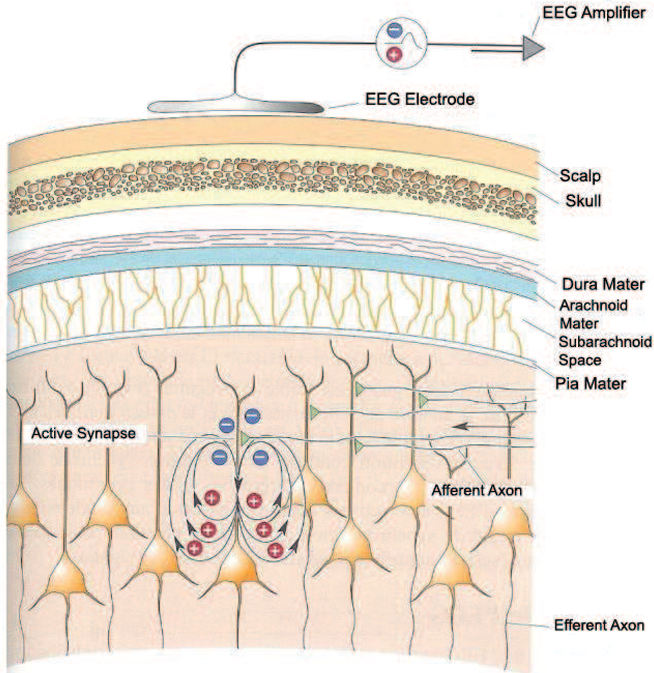 EEG Amplifier
EEG Electrode
Scalp
Skull
Dura Mater
Arachnoid
Mater
Subarachnoid
Space
Pia Mater
Active Synapse
Afferent Axon
Efferent Axon